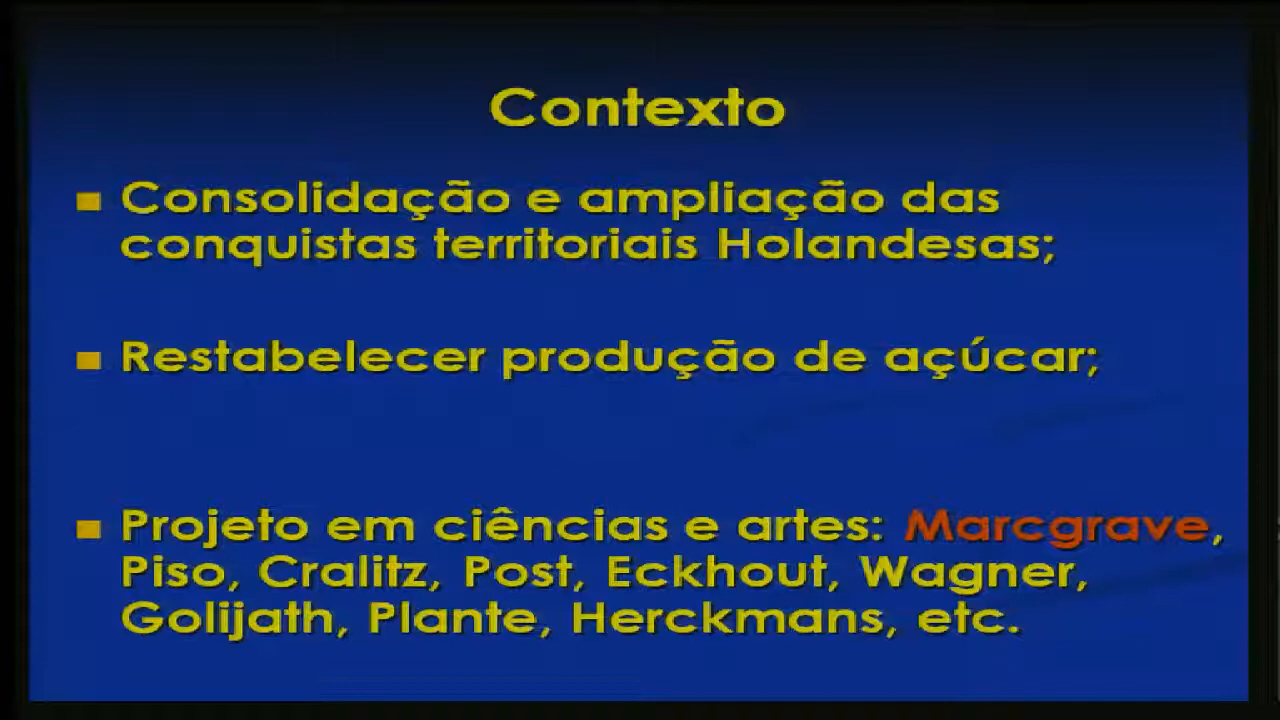 Contexto
Consolidação e ampliação das
conquistas territoriais Holandesas;
Restabelecer produção de açúcar;
Projeto em ciências e artes: Marcgrave,
Piso, Cralitz, Post, Eckhout, Wagner,
Golijath, Plante, Herckmans, etc.